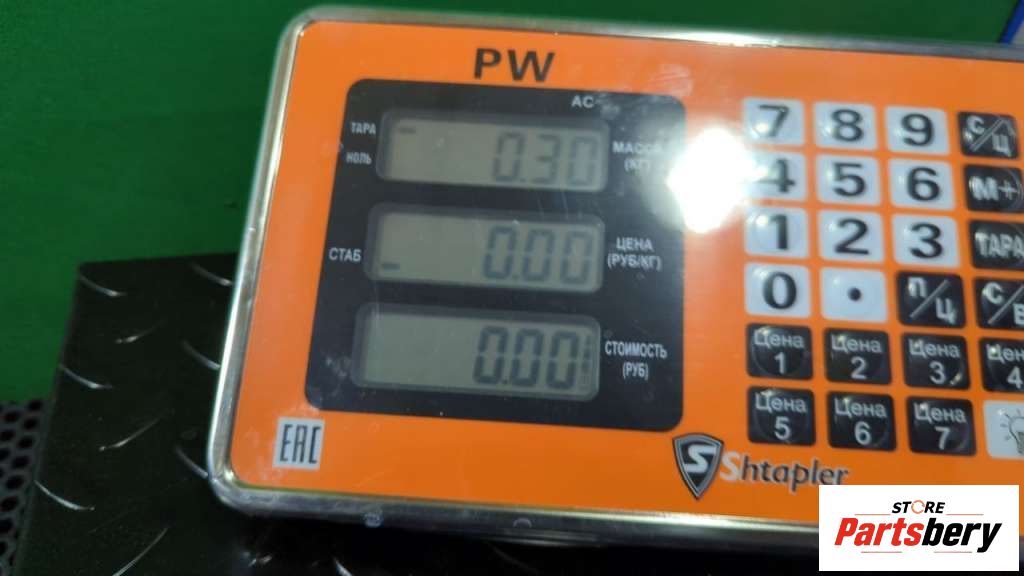 PW
AC
ТАРА
НОЛЬ
0.30
МАССА
(КГ)
СТАБ
0.00
ЦЕНА
(РУБ/КГ)
0.00
СТОИМОСТЬ
(РУБ)
7 8 9 С/Ц
4 5 6 М+
1 2 3 ТАРА
0 . П/Ц
Цена 1 Цена 2 Цена 3
Цена 5 Цена 6 Цена 7
EAC
S Shtapler
STORE
Partsbery